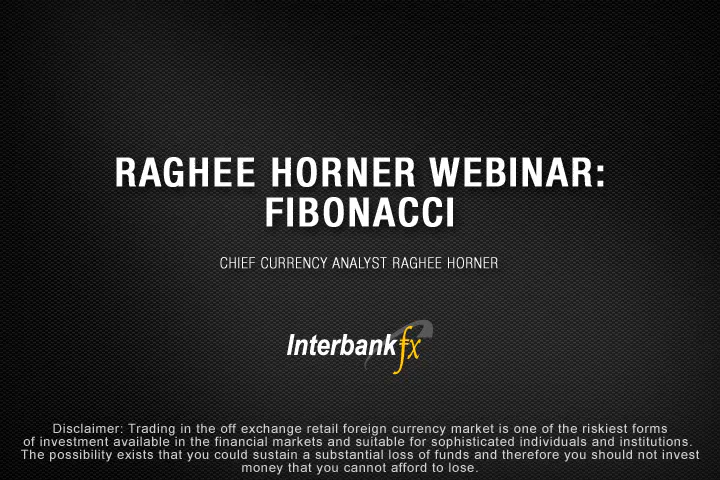 RAGHEE HORNER WEBINAR:
FIBONACCI
CHIEF CURRENCY ANALYST RAGHEE HORNER
Interbankfx
Disclaimer: Trading in the off exchange retail foreign currency market is one of the riskiest forms
of investment available in the financial markets and suitable for sophisticated individuals and institutions.
The possibility exists that you could sustain a substantial loss of funds and therefore you should not invest
money that you cannot afford to lose.